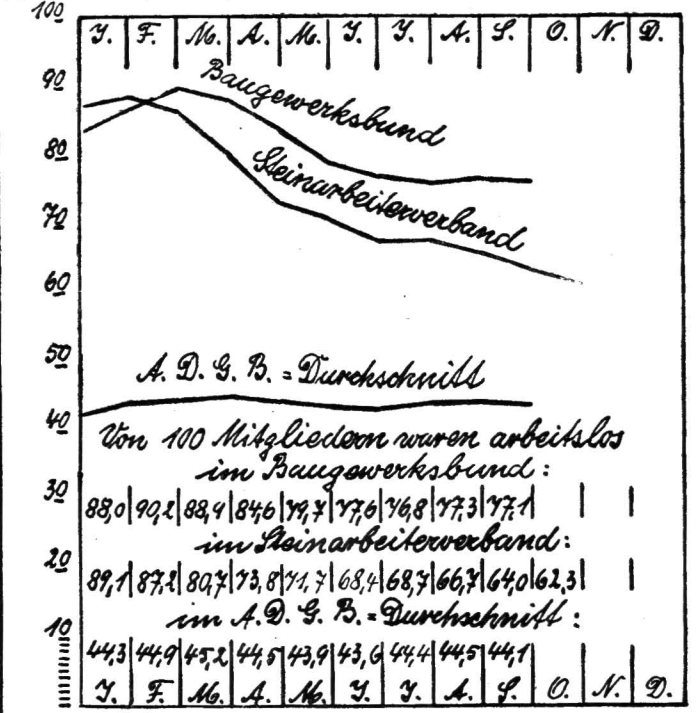 100
J. F. M. A. M. J. J. A. S. O. N. D.
90
Baugewerksbund
80
Steinarbeiterverband
70
60
50
A. D. G. B. = Durchschnitt
40
Von 100 Mitgliedern waren arbeitslos
im Baugewerksbund:
30
88,0 90,2 88,9 84,6 79,7 77,6 76,8 77,3 77,1
im Steinarbeiterverband:
20
89,1 87,2 80,7 73,8 71,7 68,4 68,7 66,7 64,0 62,3
im A. D. G. B. = Durchschnitt:
10
44,3 44,9 45,2 44,5 43,9 43,6 44,4 44,5 44,1
J. F. M. A. M. J. J. A. S. O. N. D.